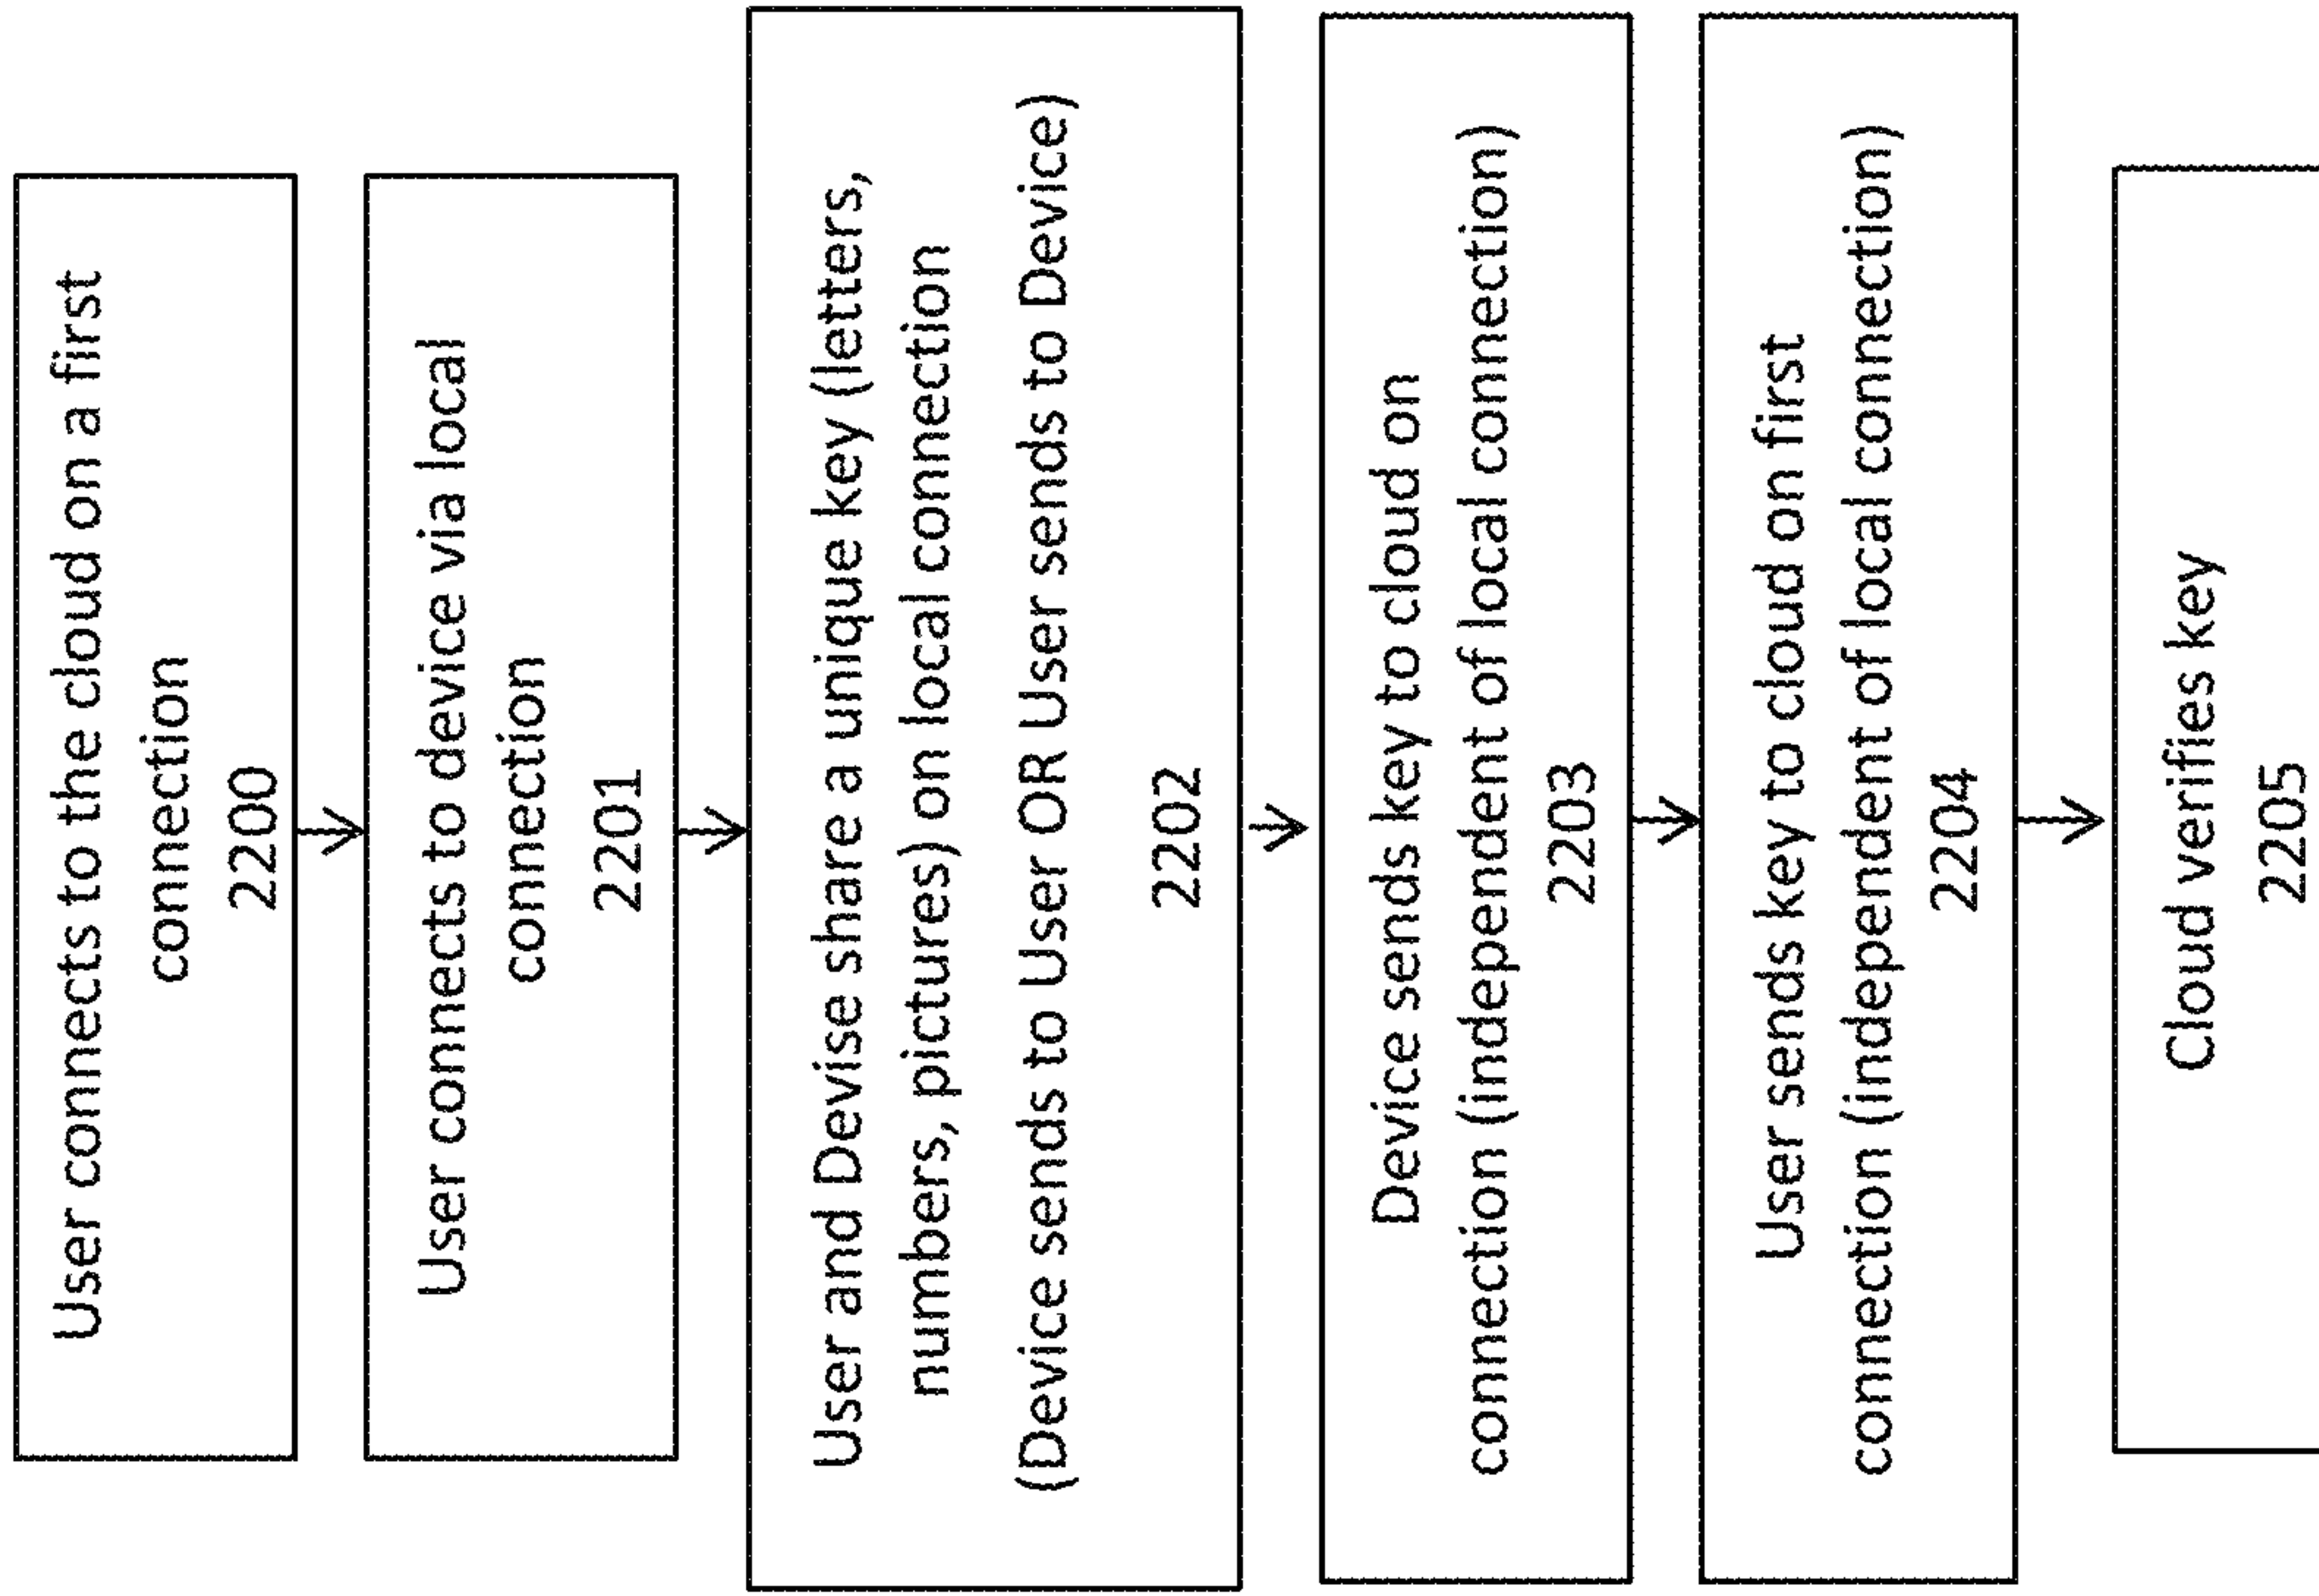 User connects to the cloud on a first
connection
2200
User connects to device via local
connection
2201
User and Devise share a unique key (letters,
numbers, pictures) on local connection
(Device sends to User OR User sends to Device)
2202
Device sends key to cloud on
connection (independent of local connection)
2203
User sends key to cloud on first
connection (independent of local connection)
2204
Cloud verifies key
2205